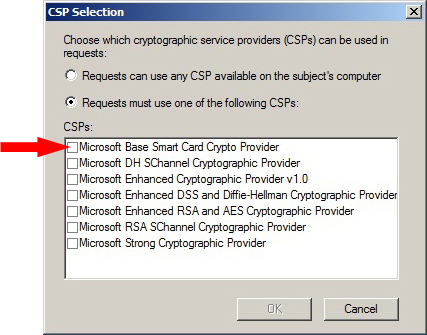 CSP Selection
Choose which cryptographic service providers (CSPs) can be used in
requests:
Requests can use any CSP available on the subject's computer
Requests must use one of the following CSPs:
CSPs:
Microsoft Base Smart Card Crypto Provider
Microsoft DH SChannel Cryptographic Provider
Microsoft Enhanced Cryptographic Provider v1.0
Microsoft Enhanced DSS and Diffie-Hellman Cryptographic Provider
Microsoft Enhanced RSA and AES Cryptographic Provider
Microsoft RSA SChannel Cryptographic Provider
Microsoft Strong Cryptographic Provider
OK
Cancel